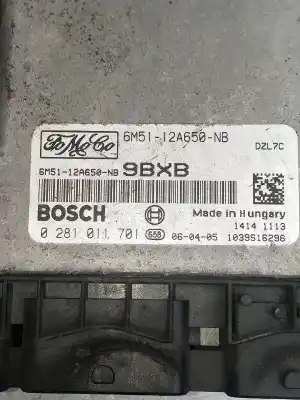 FoMoCo 6M51-12A650-NB
DZL7C
6M51-12A650-NB 9BXB
BOSCH
Made in Hungary
1414 1113
0 281 011 701 658 06-04-05 1039S16296